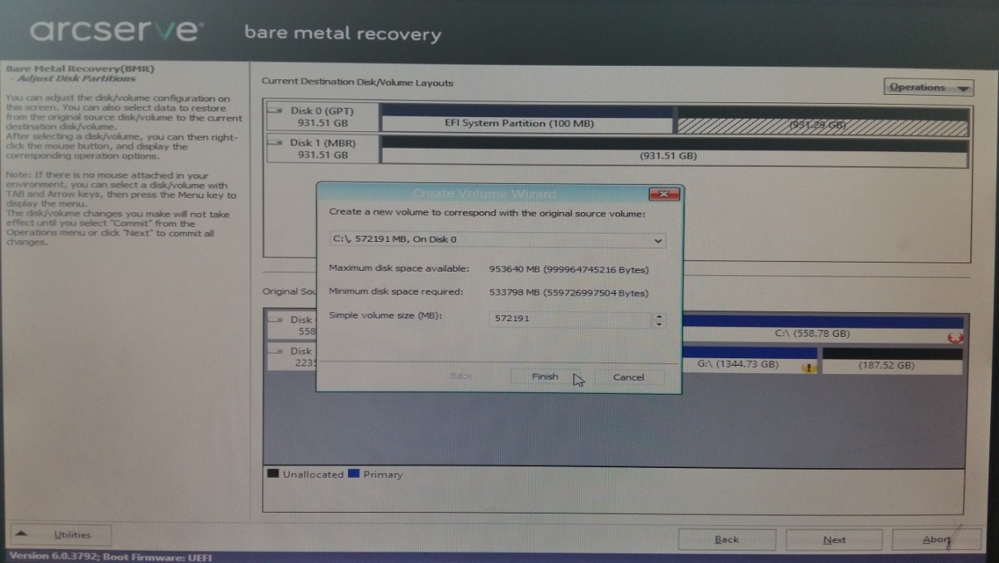 arcserve®
bare metal recovery
Bare Metal Recovery(BMR)
- Adjust Disk Partitions
You can adjust the disk/volume configuration on
this screen. You can also select data to restore
from the original source disk/volume to the current
destination disk/volume.
After selecting a disk/volume, you can then right-
click the mouse button, and display the
corresponding operation options.
Note: If there is no mouse attached in your
environment, you can select a disk/volume with
TAB and Arrow keys, then press the Menu key to
display the menu.
The disk/volume changes you make will not take
effect until you select "Commit" from the
Operations menu or click "Next" to commit all
changes.
Current Destination Disk/Volume Layouts
Operations
Disk 0 (GPT)
931.51 GB
EFI System Partition (100 MB)
(931.29 GB)
Disk 1 (MBR)
931.51 GB
(931.51 GB)
Create Volume Wizard
Create a new volume to correspond with the original source volume:
C:\, 572191 MB, On Disk 0
Maximum disk space available: 953640 MB (999964745216 Bytes)
Minimum disk space required: 533798 MB (559726997504 Bytes)
Simple volume size (MB): 572191
Back
Finish
Cancel
Original Sou
Disk
558
C:\ (558.78 GB)
Disk
2235
G:\ (1344.73 GB)
(187.52 GB)
Unallocated
Primary
Utilities
Back
Next
Abort
Version 6.0.3792; Boot Firmware: UEFI